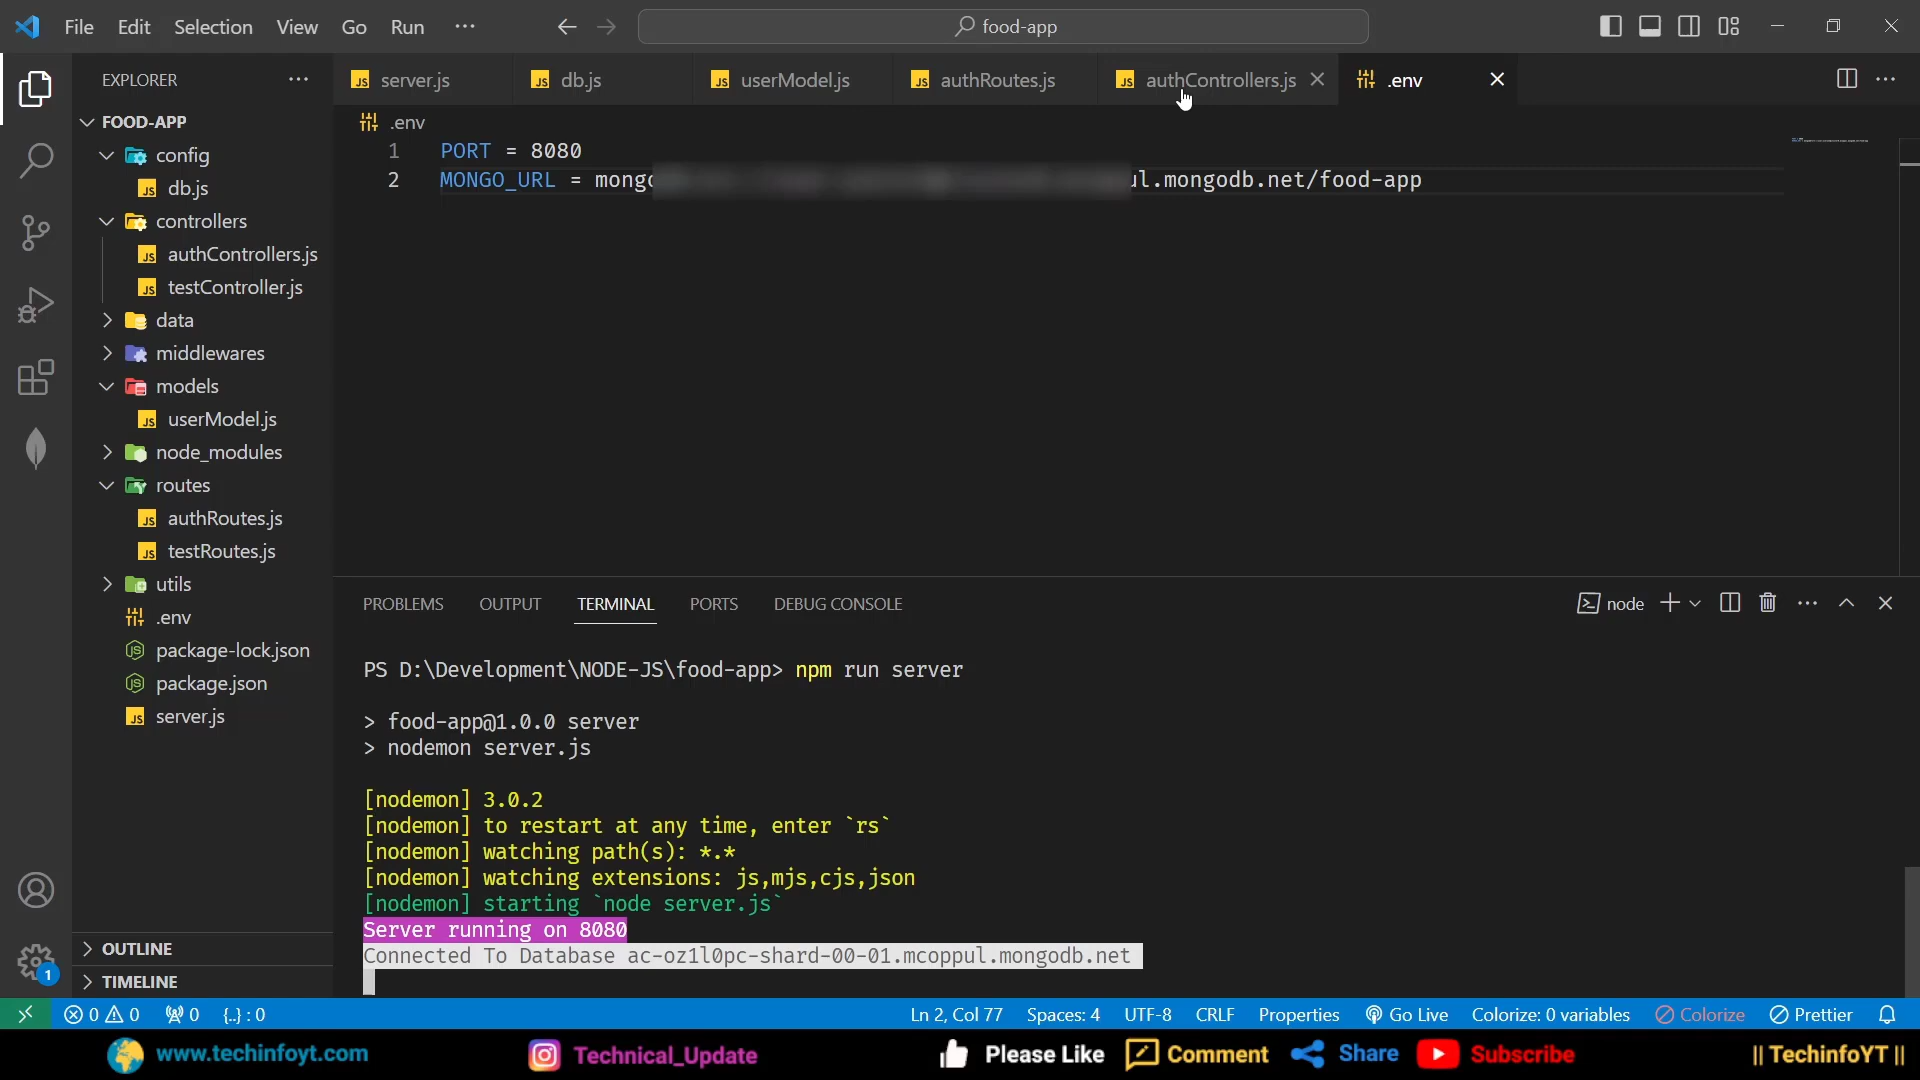 File Edit Selection View Go Run ··· food-app
EXPLORER ···
server.js db.js userModel.js authRoutes.js authControllers.js .env
FOOD-APP
config
db.js
controllers
authControllers.js
testController.js
data
middlewares
models
userModel.js
node_modules
routes
authRoutes.js
testRoutes.js
utils
.env
package-lock.json
package.json
server.js
OUTLINE
TIMELINE
.env
1 PORT = 8080
2 MONGO_URL = mongo l.mongodb.net/food-app
PROBLEMS OUTPUT TERMINAL PORTS DEBUG CONSOLE node
PS D:\Development\NODE-JS\food-app> npm run server
> food-app@1.0.0 server
> nodemon server.js
[nodemon] 3.0.2
[nodemon] to restart at any time, enter `rs`
[nodemon] watching path(s): *.*
[nodemon] watching extensions: js,mjs,cjs,json
[nodemon] starting `node server.js`
Server running on 8080
Connected To Database ac-oz1l0pc-shard-00-01.mcoppul.mongodb.net
1
0 0 0 {..} : 0 Ln 2, Col 77 Spaces: 4 UTF-8 CRLF Properties Go Live Colorize: 0 variables Colorize Prettier
www.techinfoyt.com Technical_Update Please Like Comment Share Subscribe || TechinfoYT ||